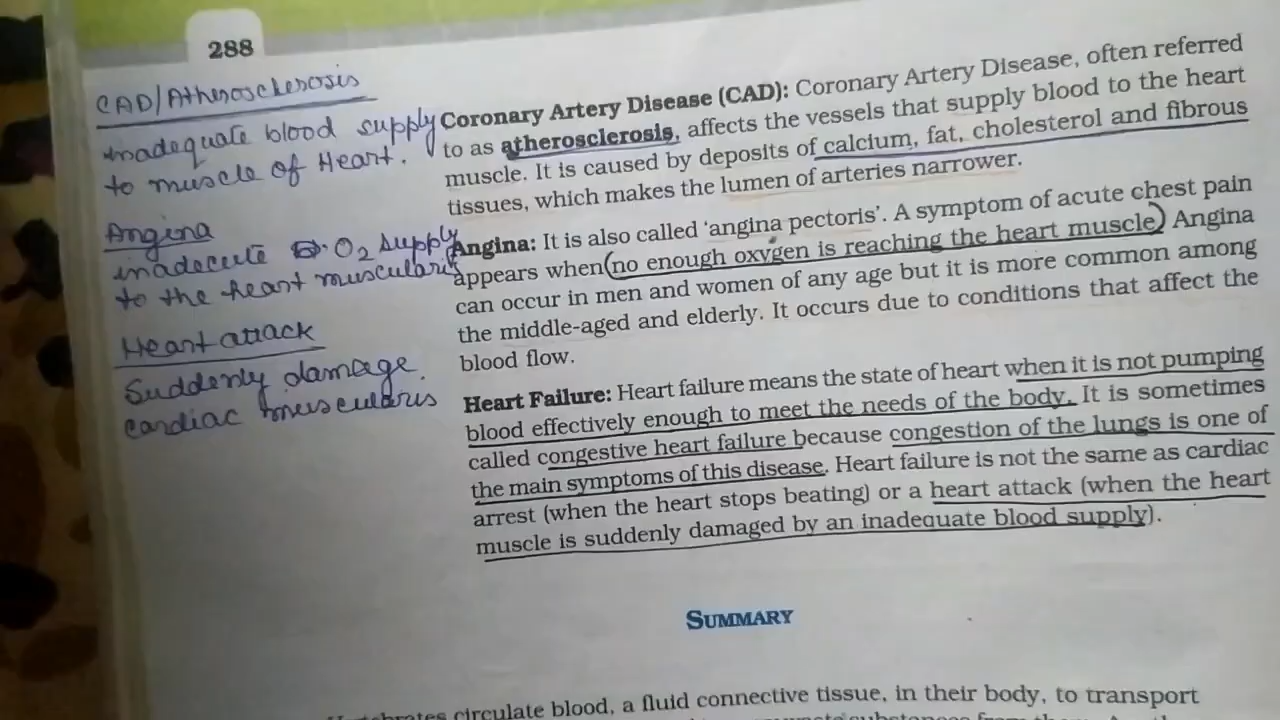 288
CAD/Atherosclerosis
inadequate blood supply
to muscle of Heart.
Angina
inadecute O2 supply
to the heart muscularis
Heart attack
Suddenly damage.
cardiac muscularis
Coronary Artery Disease (CAD): Coronary Artery Disease, often referred
to as atherosclerosis, affects the vessels that supply blood to the heart
muscle. It is caused by deposits of calcium, fat, cholesterol and fibrous
tissues, which makes the lumen of arteries narrower.
Angina: It is also called ‘angina pectoris’. A symptom of acute chest pain
appears when (no enough oxygen is reaching the heart muscle) Angina
can occur in men and women of any age but it is more common among
the middle-aged and elderly. It occurs due to conditions that affect the
blood flow.
Heart Failure: Heart failure means the state of heart when it is not pumping
blood effectively enough to meet the needs of the body. It is sometimes
called congestive heart failure because congestion of the lungs is one of
the main symptoms of this disease. Heart failure is not the same as cardiac
arrest (when the heart stops beating) or a heart attack (when the heart
muscle is suddenly damaged by an inadequate blood supply).
SUMMARY
circulate blood, a fluid connective tissue, in their body, to transport